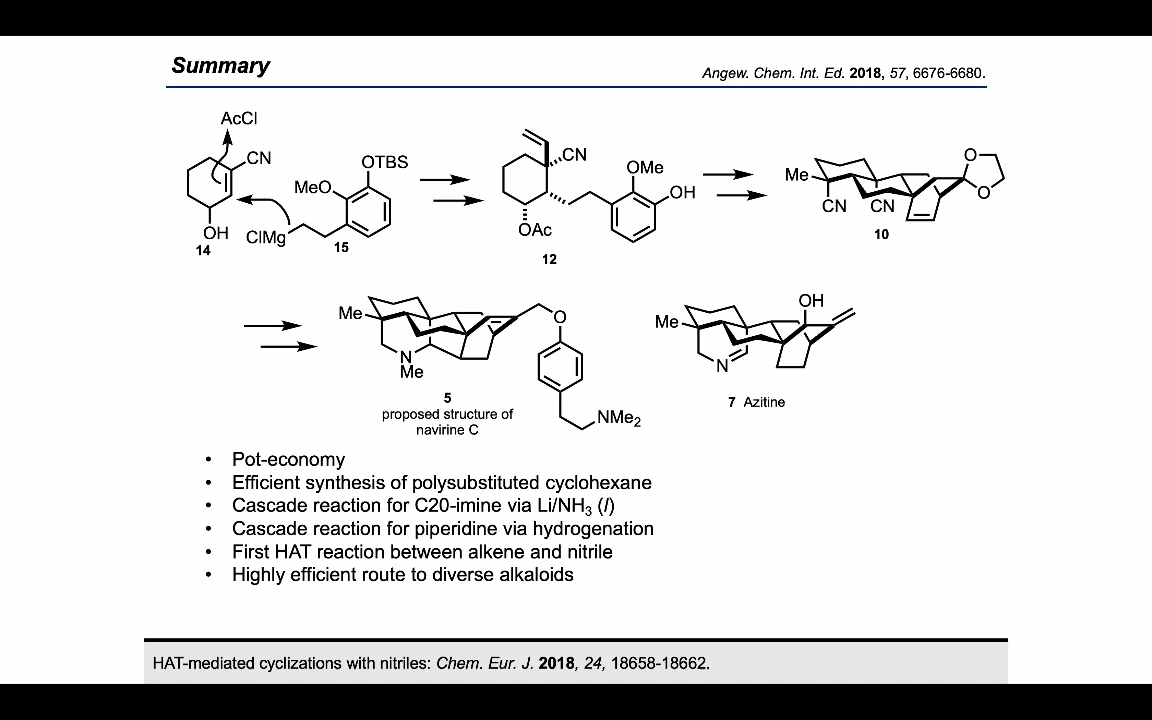 Summary
Angew. Chem. Int. Ed. 2018, 57, 6676-6680.
AcCl
CN
OH
14
MeO
OTBS
ClMg
15
CN
OMe
OH
OAc
12
Me
CN
CN
O
O
10
Me
N
Me
O
NMe2
5
proposed structure of
navirine C
Me
N
OH
7 Azitine
• Pot-economy
• Efficient synthesis of polysubstituted cyclohexane
• Cascade reaction for C20-imine via Li/NH3 (l)
• Cascade reaction for piperidine via hydrogenation
• First HAT reaction between alkene and nitrile
• Highly efficient route to diverse alkaloids
HAT-mediated cyclizations with nitriles: Chem. Eur. J. 2018, 24, 18658-18662.